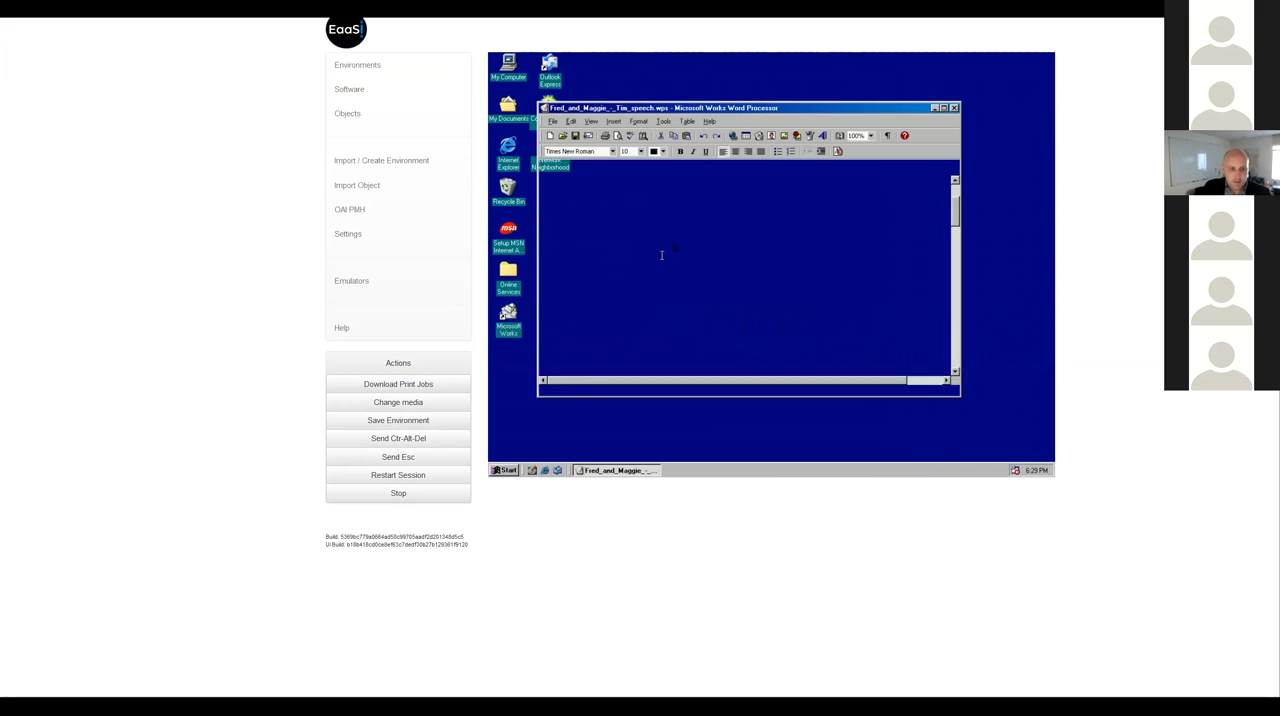 EaaSi
Environments
Software
Objects
Import / Create Environment
Import Object
OAI PMH
Settings
Emulators
Help
Actions
Download Print Jobs
Change media
Save Environment
Send Ctr-Alt-Del
Send Esc
Restart Session
Stop
My Computer
Outlook
Express
My Documents
Internet
Explorer
Neighborhood
Recycle Bin
Setup MSN
Internet A...
Online
Services
Microsoft
Works
Fred_and_Maggie_-_Tim_speech.wps - Microsoft Works Word Processor
File Edit View Insert Format Tools Table Help
100%
Times New Roman 10 B I U
Start Fred_and_Maggie_-_... 6:29 PM